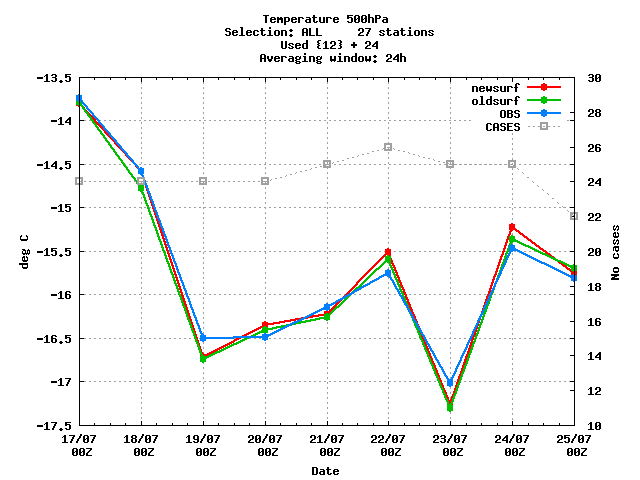 Temperature 500hPa
Selection: ALL 27 stations
Used {12} + 24
Averaging window: 24h
-13.5
-14
-14.5
-15
-15.5
-16
-16.5
-17
-17.5
deg C
30
28
26
24
22
20
18
16
14
12
10
No cases
newsurf
oldsurf
OBS
CASES
17/07 18/07 19/07 20/07 21/07 22/07 23/07 24/07 25/07
00Z 00Z 00Z 00Z 00Z 00Z 00Z 00Z 00Z
Date